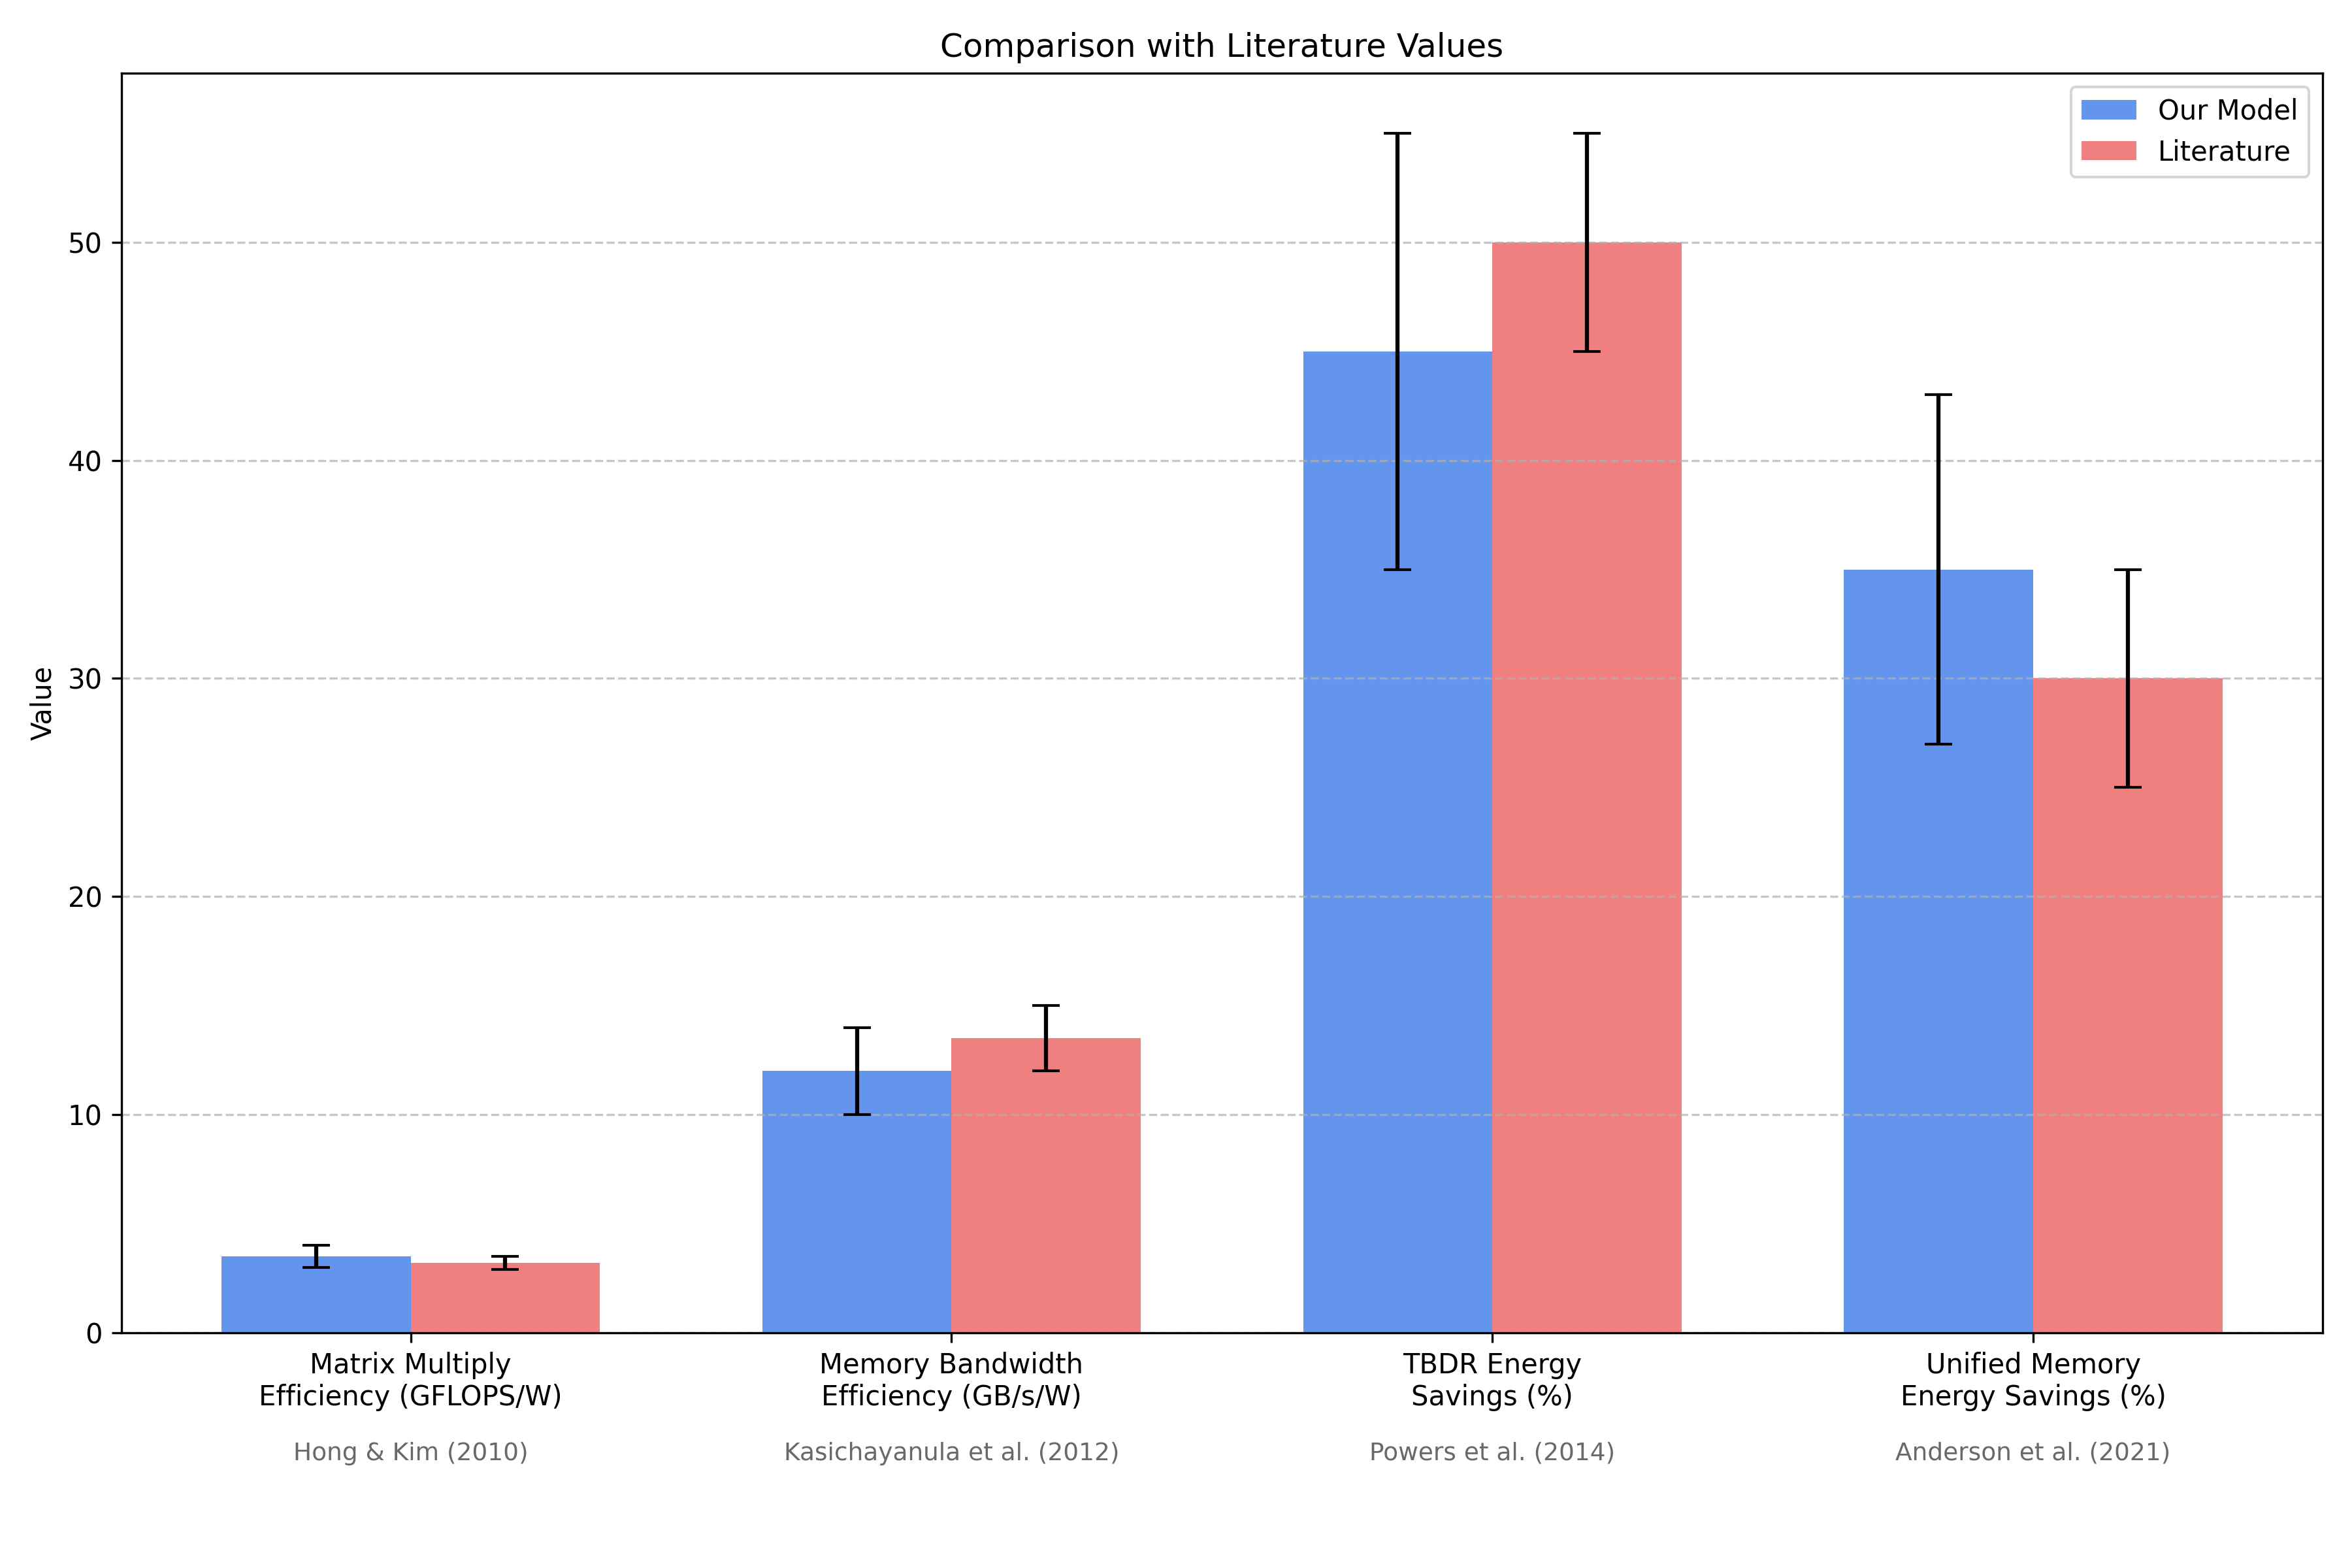 Comparison with Literature Values
Our Model
Literature
Value
50
40
30
20
10
0
Matrix Multiply
Efficiency (GFLOPS/W)
Memory Bandwidth
Efficiency (GB/s/W)
TBDR Energy
Savings (%)
Unified Memory
Energy Savings (%)
Hong & Kim (2010)
Kasichayanula et al. (2012)
Powers et al. (2014)
Anderson et al. (2021)